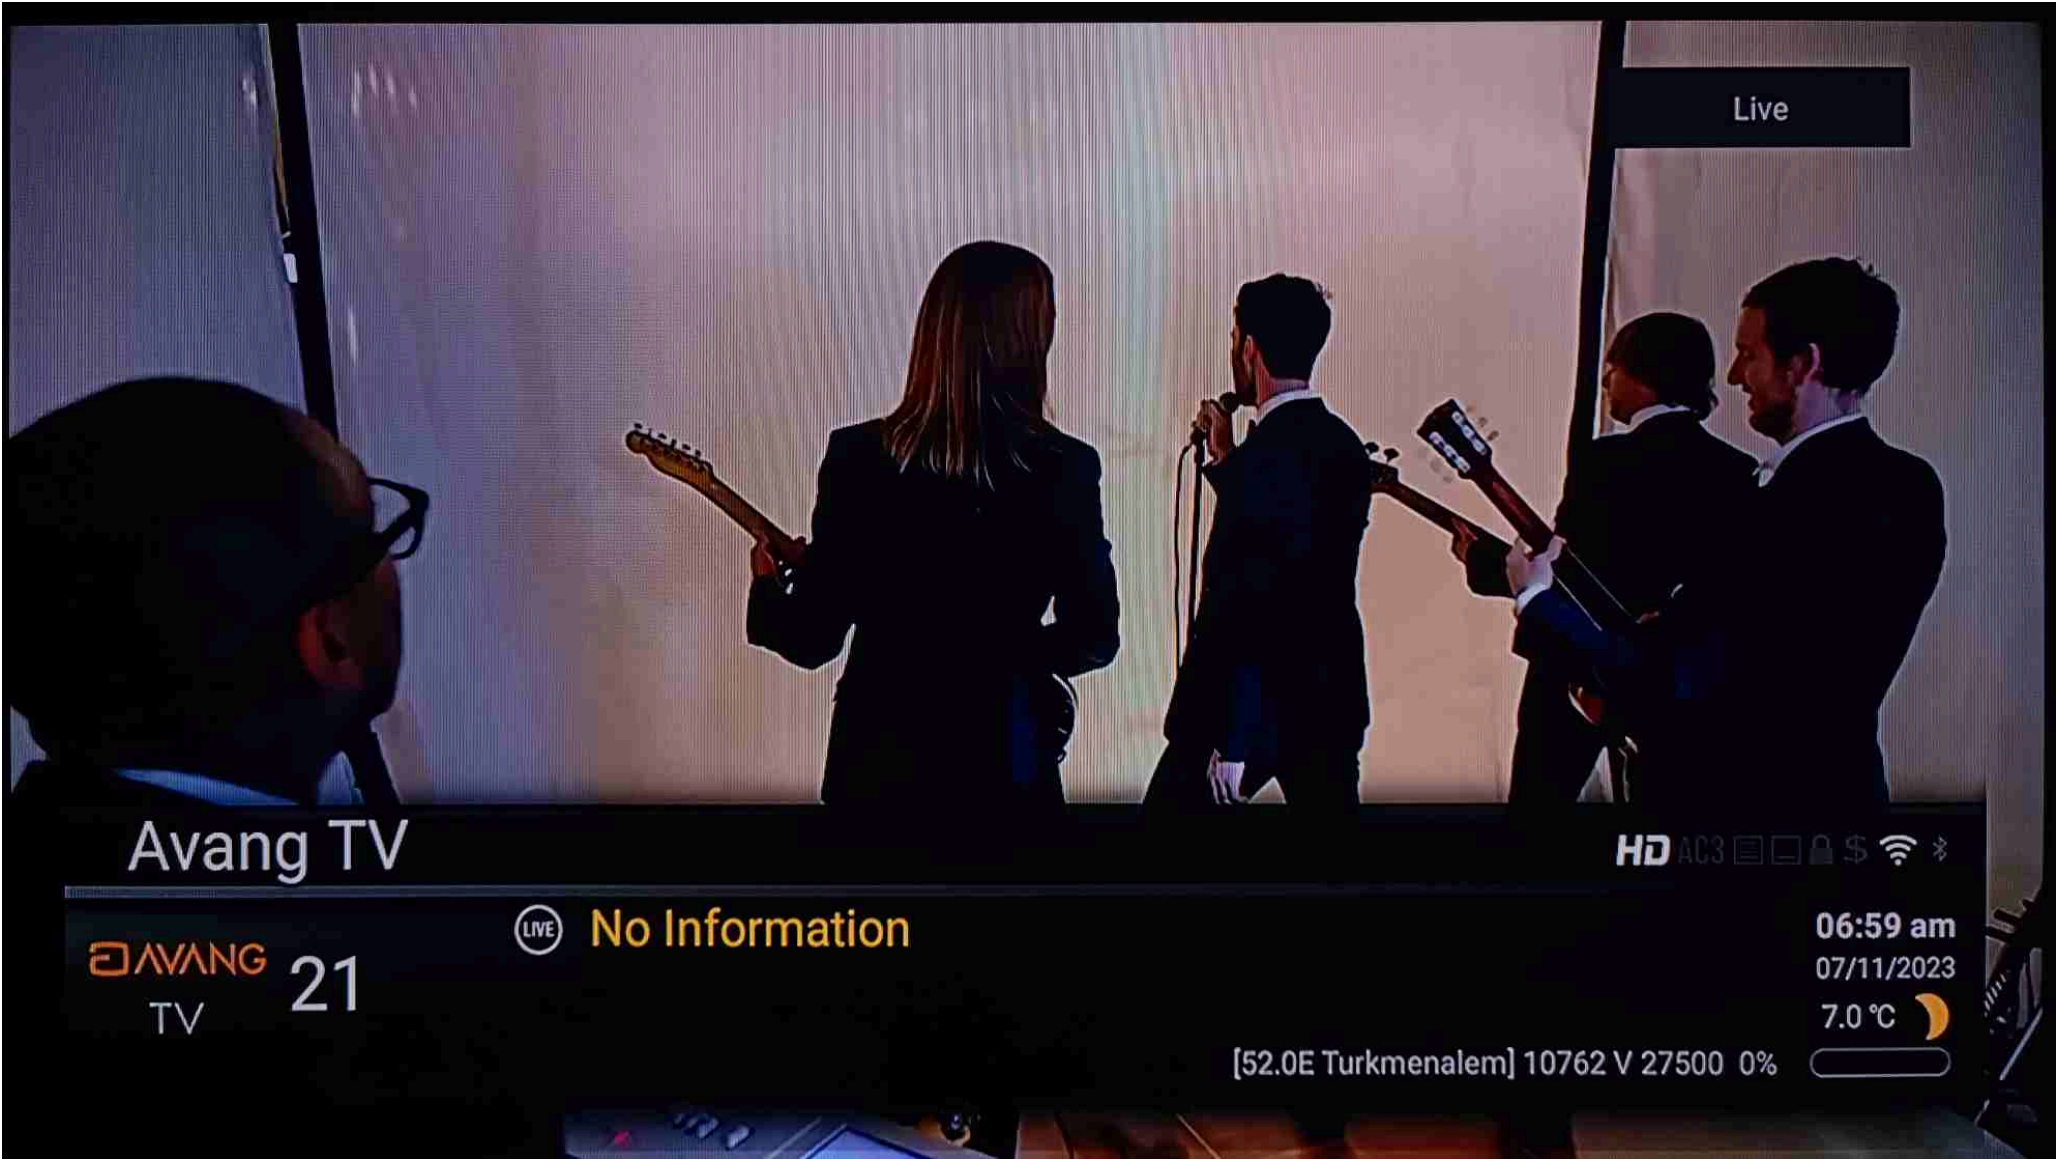 Live
Avang TV
HD AC3 $
AVANG
TV
21
LIVE No Information
06:59 am
07/11/2023
7.0 °C
[52.0E Turkmenalem] 10762 V 27500 0%